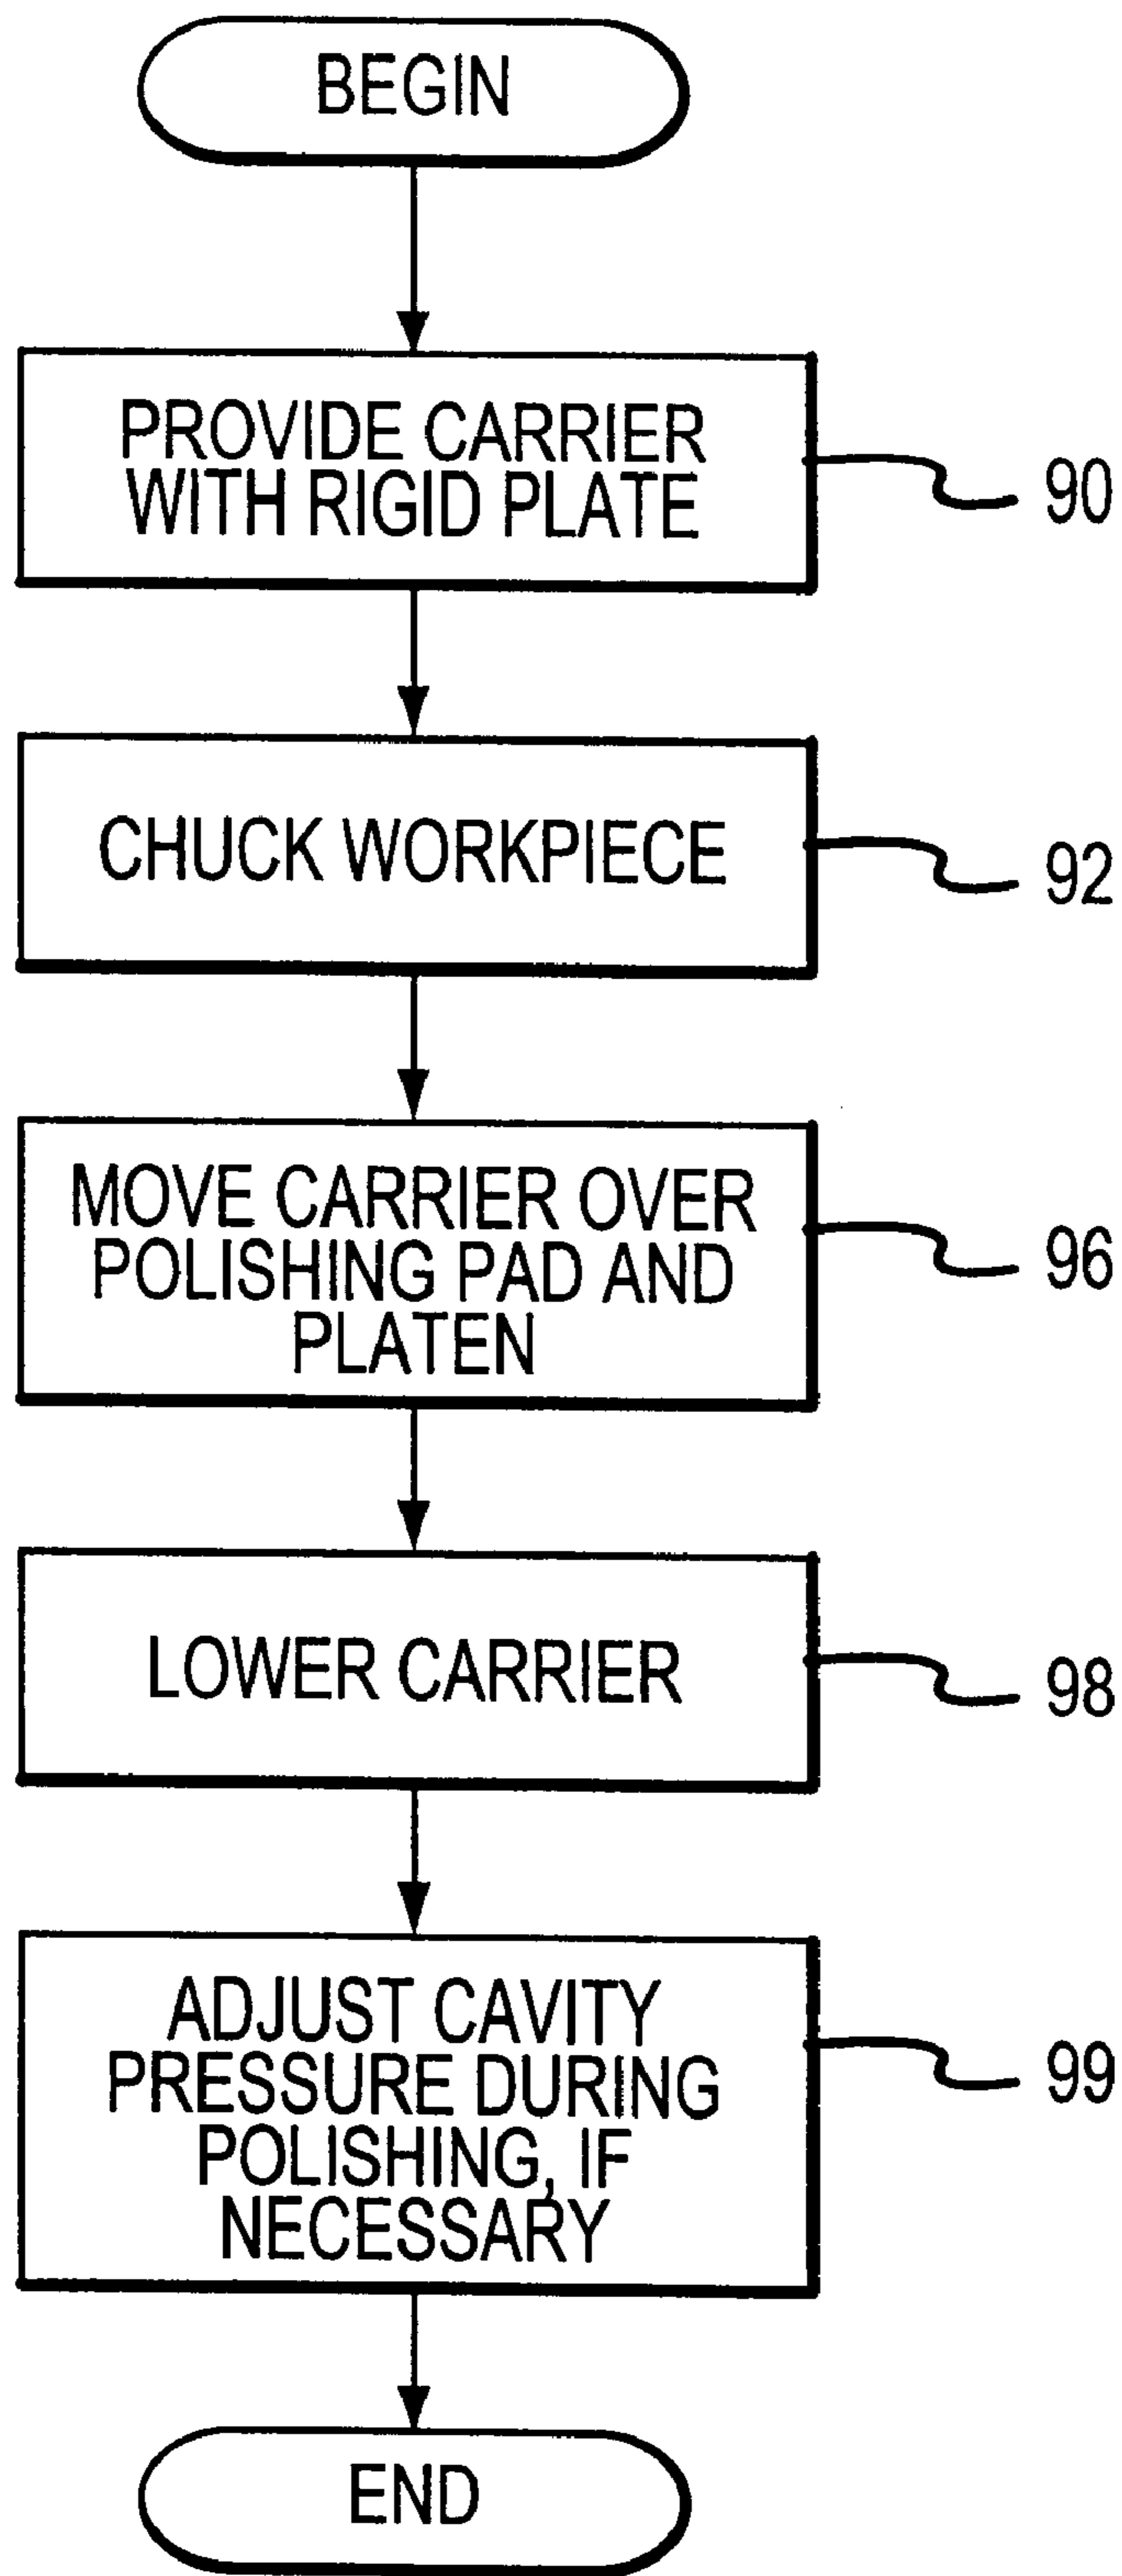 BEGIN
PROVIDE CARRIER
WITH RIGID PLATE
90
CHUCK WORKPIECE
92
MOVE CARRIER OVER
POLISHING PAD AND
PLATEN
96
LOWER CARRIER
98
ADJUST CAVITY
PRESSURE DURING
POLISHING, IF
NECESSARY
99
END